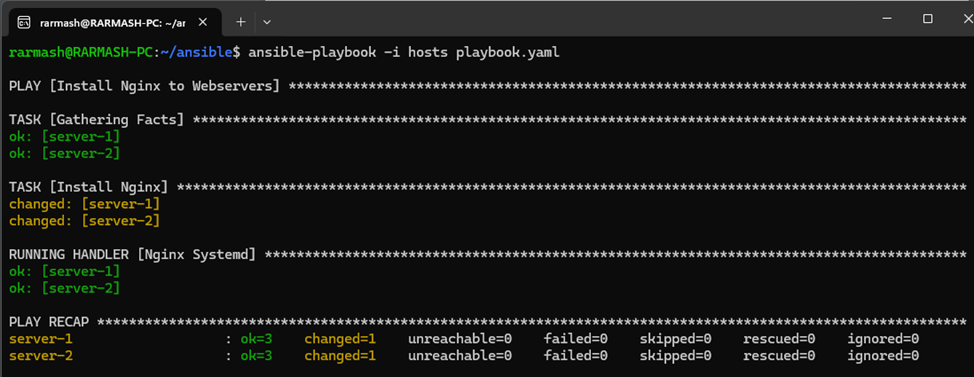 rarmash@RARMASH-PC: ~/an
rarmash@RARMASH-PC:~/ansible$ ansible-playbook -i hosts playbook.yaml
PLAY [Install Nginx to Webservers] *************************************************************************************
TASK [Gathering Facts] *************************************************************************************************
ok: [server-1]
ok: [server-2]
TASK [Install Nginx] ***************************************************************************************************
changed: [server-1]
changed: [server-2]
RUNNING HANDLER [Nginx Systemd] ****************************************************************************************
ok: [server-1]
ok: [server-2]
PLAY RECAP *************************************************************************************************************
server-1                   : ok=3    changed=1    unreachable=0    failed=0    skipped=0    rescued=0    ignored=0
server-2                   : ok=3    changed=1    unreachable=0    failed=0    skipped=0    rescued=0    ignored=0